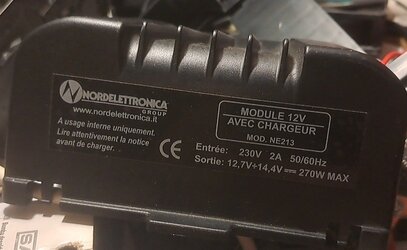 NORDELETTRONICA
GROUP
www.nordelettronica.it
A usage interne uniquement.
Lire attentivement la notice
avant de charger.
CE
MODULE 12V
AVEC CHARGEUR
MOD. NE213
Entrée: 230V 2A 50/60Hz
Sortie: 12,7V÷14,4V⎓270W MAX